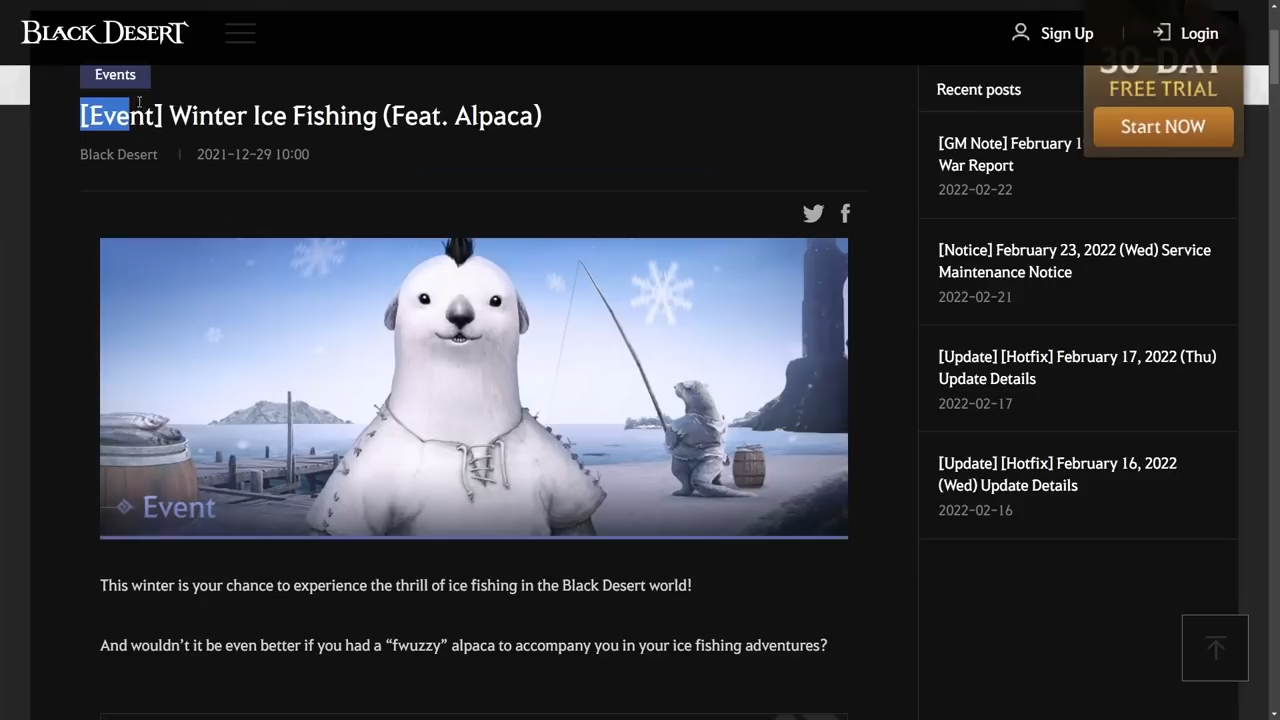 BLACK DESERT
Sign Up
Login
Events
[Event] Winter Ice Fishing (Feat. Alpaca)
Black Desert
2021-12-29 10:00
Event
This winter is your chance to experience the thrill of ice fishing in the Black Desert world!
And wouldn't it be even better if you had a “fwuzzy” alpaca to accompany you in your ice fishing adventures?
Recent posts
[GM Note] February
War Report
2022-02-22
[Notice] February 23, 2022 (Wed) Service
Maintenance Notice
2022-02-21
[Update] [Hotfix] February 17, 2022 (Thu)
Update Details
2022-02-17
[Update] [Hotfix] February 16, 2022
(Wed) Update Details
2022-02-16
30-DAY
FREE TRIAL
Start NOW